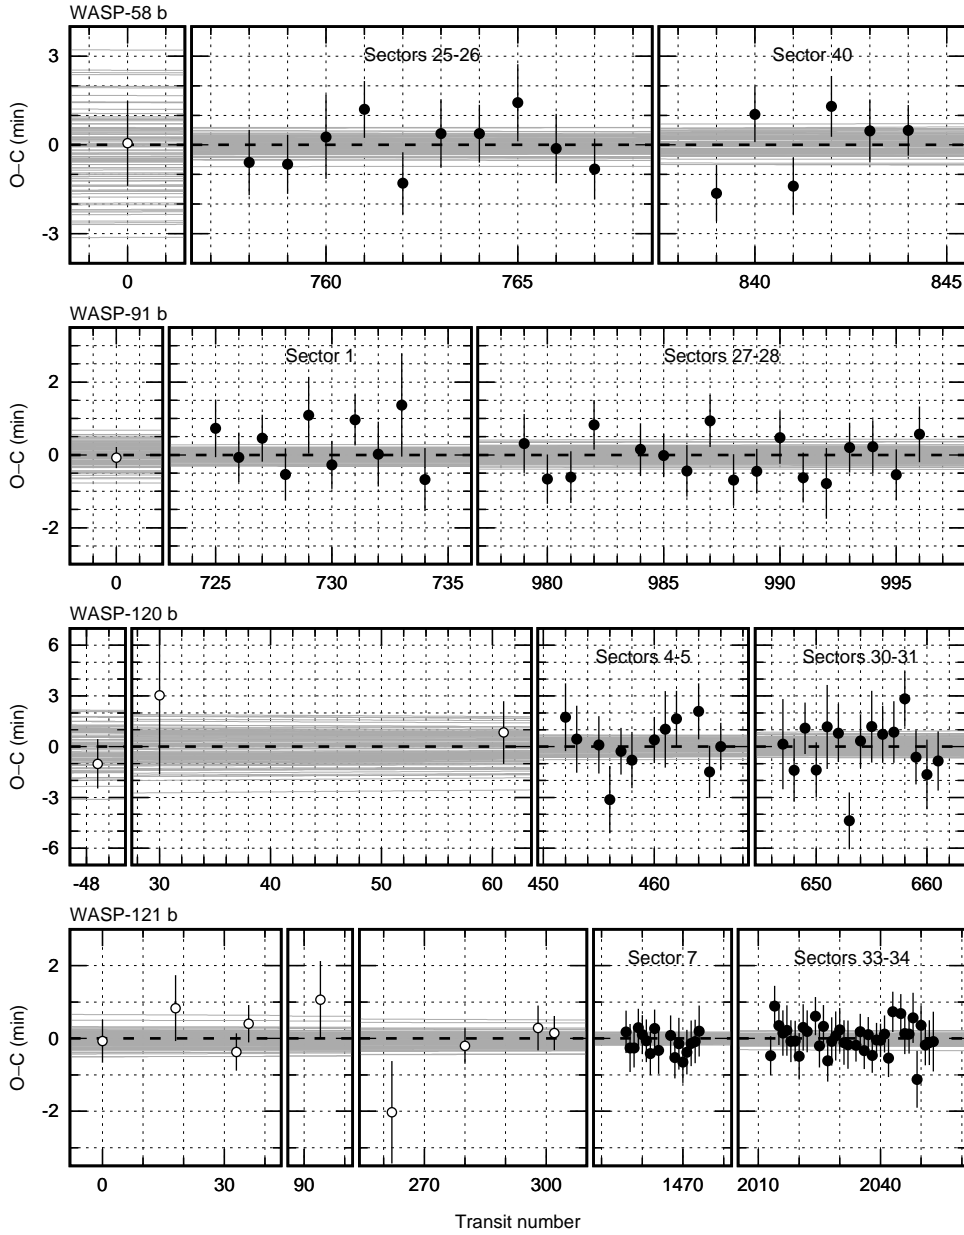 WASP-58 b
O−C (min)
3
0
-3
Sectors 25-26
Sector 40
0
760
765
840
845
WASP-91 b
O−C (min)
2
0
-2
Sector 1
Sectors 27-28
0
725
730
735
980
985
990
995
WASP-120 b
O−C (min)
6
3
0
-3
-6
Sectors 4-5
Sectors 30-31
-48
30
40
50
60
450
460
650
660
WASP-121 b
O−C (min)
2
0
-2
Sector 7
Sectors 33-34
0
30
90
270
300
1470
2010
2040
Transit number